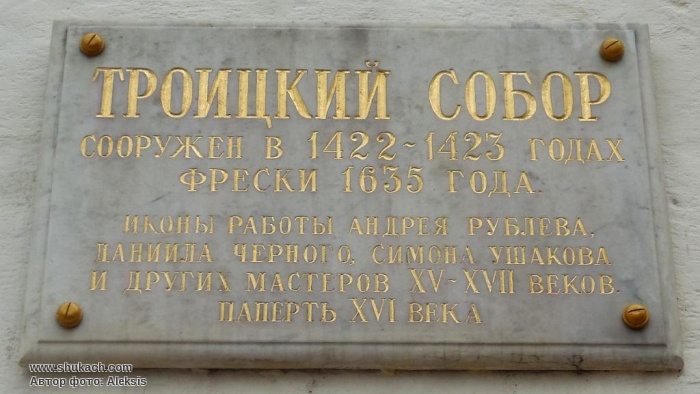 ТРОИЦКИЙ СОБОР
СООРУЖЕН В 1422-1423 ГОДАХ
ФРЕСКИ 1635 ГОДА.
ИКОНЫ РАБОТЫ АНДРЕЯ РУБЛЕВА,
ДАНИИЛА ЧЕРНОГО, СИМОНА УШАКОВА
И ДРУГИХ МАСТЕРОВ XV-XVII ВЕКОВ.
ПАПЕРТЬ XVI ВЕКА
www.shukach.com
Автор фото: Aleksis